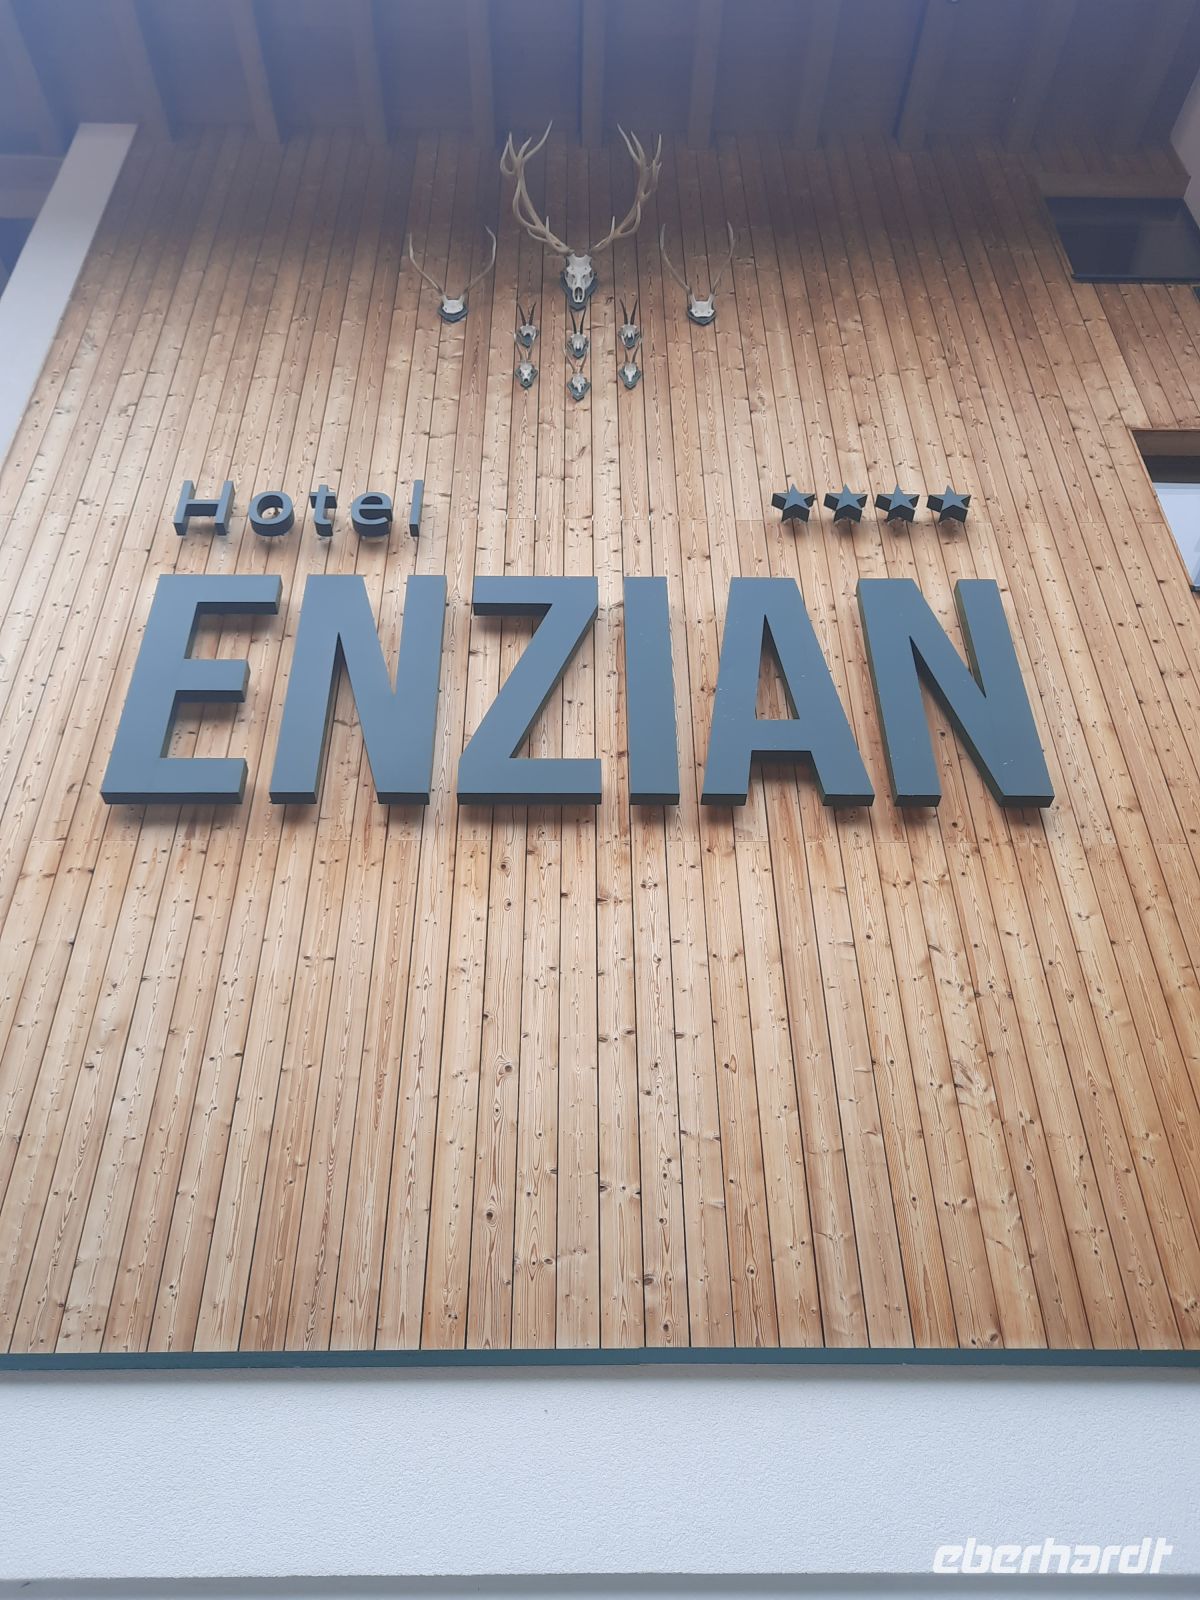 Hotel ★★★★
ENZIAN
eberhardt